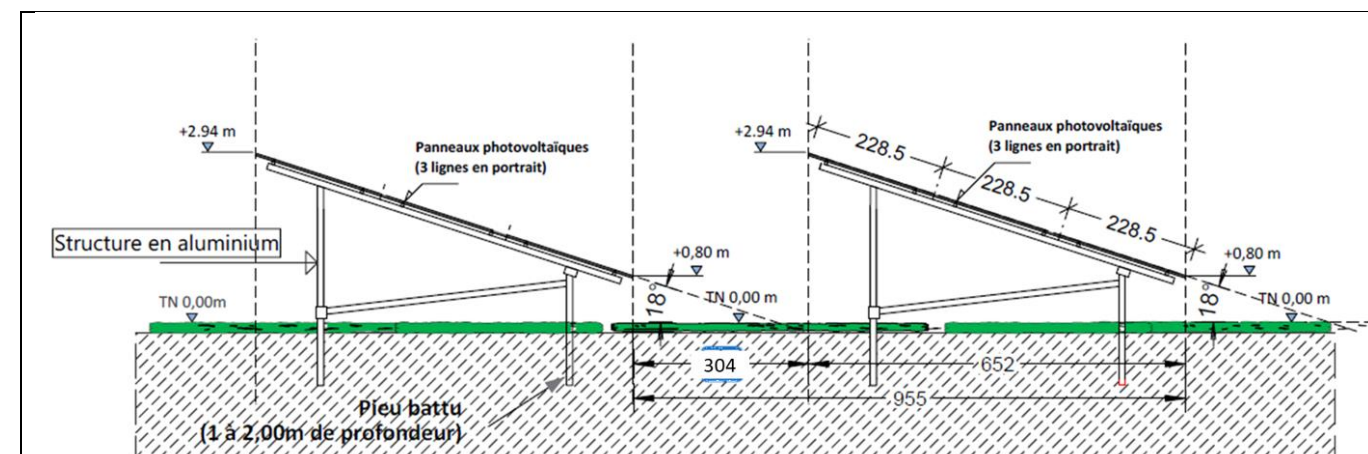 +2.94 m
Panneaux photovoltaïques
(3 lignes en portrait)
+2.94 m
Panneaux photovoltaïques
(3 lignes en portrait)
228.5
228.5
228.5
Structure en aluminium
+0,80 m
+0,80 m
TN 0,00m
18°
TN 0,00 m
18°
TN 0,00 m
304
652
955
Pieu battu
(1 à 2,00m de profondeur)